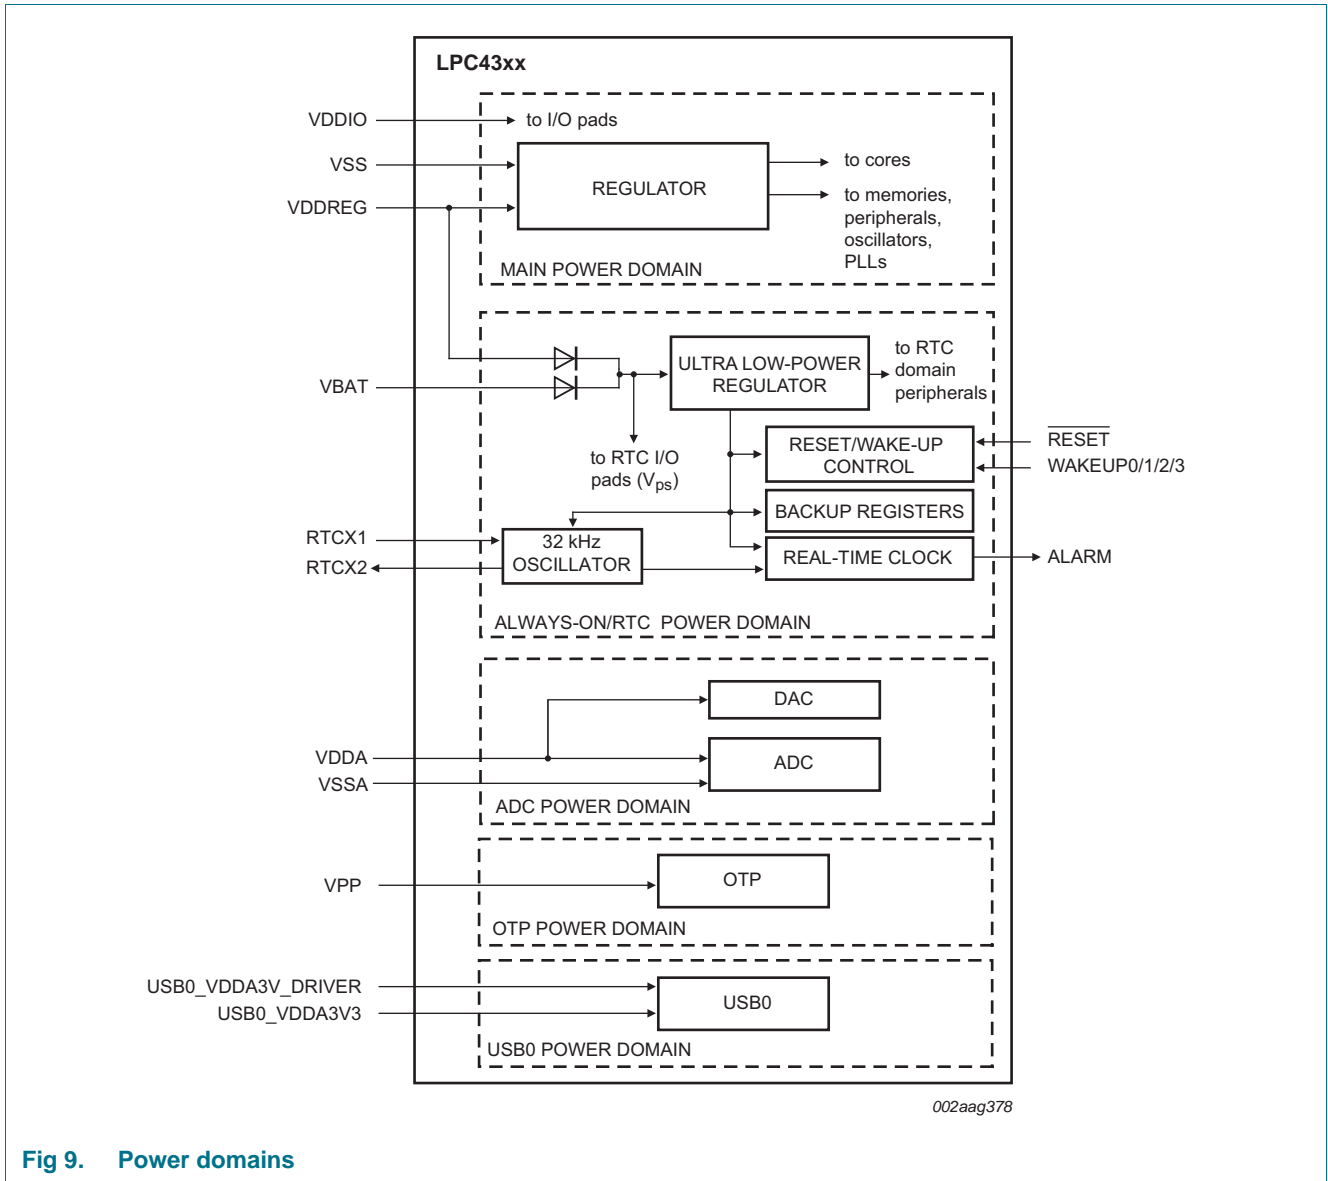 LPC43xx
VDDIO
to I/O pads
VSS
VDDREG
REGULATOR
to cores
to memories,
peripherals,
oscillators,
PLLs
MAIN POWER DOMAIN
VBAT
ULTRA LOW-POWER
REGULATOR
to RTC
domain
peripherals
to RTC I/O
pads (Vps)
RESET/WAKE-UP
CONTROL
RESET
WAKEUP0/1/2/3
BACKUP REGISTERS
RTCX1
RTCX2
32 kHz
OSCILLATOR
REAL-TIME CLOCK
ALARM
ALWAYS-ON/RTC POWER DOMAIN
DAC
VDDA
VSSA
ADC
ADC POWER DOMAIN
VPP
OTP
OTP POWER DOMAIN
USB0_VDDA3V_DRIVER
USB0_VDDA3V3
USB0
USB0 POWER DOMAIN
002aag378
Fig 9. Power domains